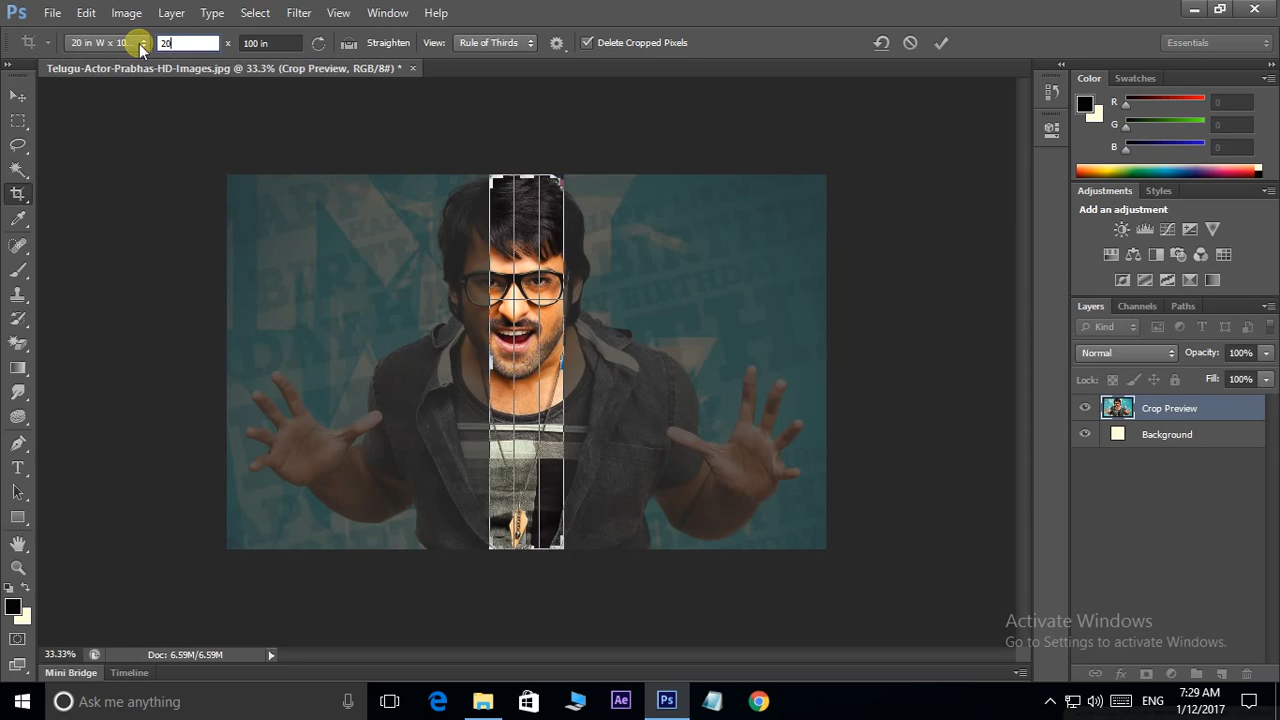 Ps File Edit Image Layer Type Select Filter View Window Help
20 in W x 10... 20 x 100 in Straighten View: Rule of Thirds Delete Cropped Pixels Essentials
Telugu-Actor-Prabhas-HD-Images.jpg @ 33.3% (Crop Preview, RGB/8#) * ×
Color Swatches
R 0
G 0
B 0
Adjustments Styles
Add an adjustment
Layers Channels Paths
Kind
Normal Opacity: 100%
Lock: Fill: 100%
Crop Preview
Background
Activate Windows
Go to Settings to activate Windows.
33.33% Doc: 6.59M/6.59M
Mini Bridge Timeline
Ask me anything Ae Ps ENG 7:29 AM
1/12/2017